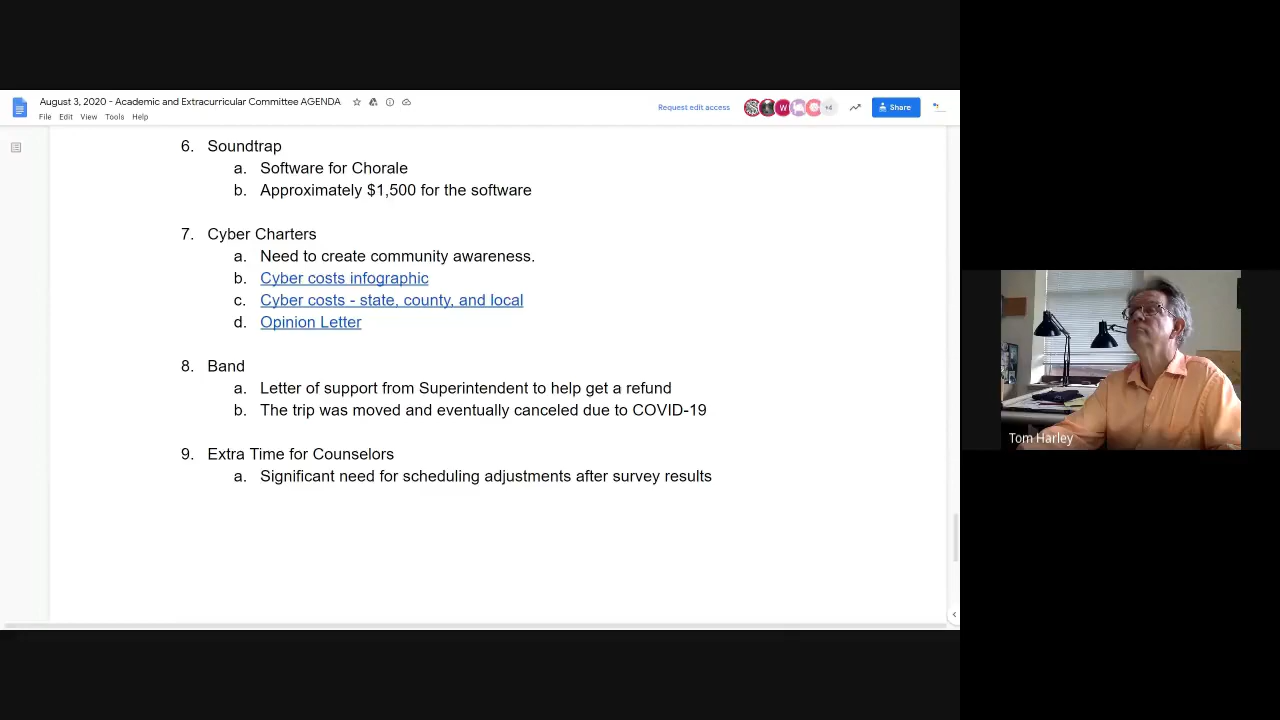 August 3, 2020 - Academic and Extracurricular Committee AGENDA
File Edit View Tools Help
Request edit access
W
+4
Share
6. Soundtrap
a. Software for Chorale
b. Approximately $1,500 for the software
7. Cyber Charters
a. Need to create community awareness.
b. Cyber costs infographic
c. Cyber costs - state, county, and local
d. Opinion Letter
8. Band
a. Letter of support from Superintendent to help get a refund
b. The trip was moved and eventually canceled due to COVID-19
9. Extra Time for Counselors
a. Significant need for scheduling adjustments after survey results
Tom Harley